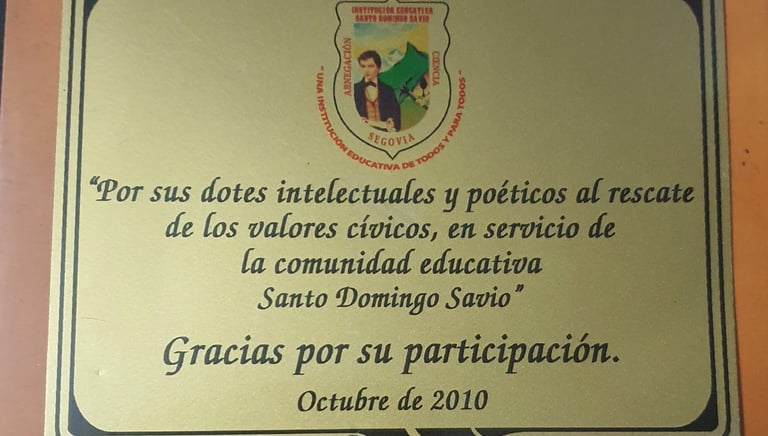 INSTITUCIÓN EDUCATIVA
SANTO DOMINGO SAVIO
ABNEGACIÓN
CIENCIA
SEGOVIA
"UNA INSTITUCIÓN EDUCATIVA DE TODOS Y PARA TODOS"
"Por sus dotes intelectuales y poéticos al rescate
de los valores cívicos, en servicio de
la comunidad educativa
Santo Domingo Savio"
Gracias por su participación.
Octubre de 2010